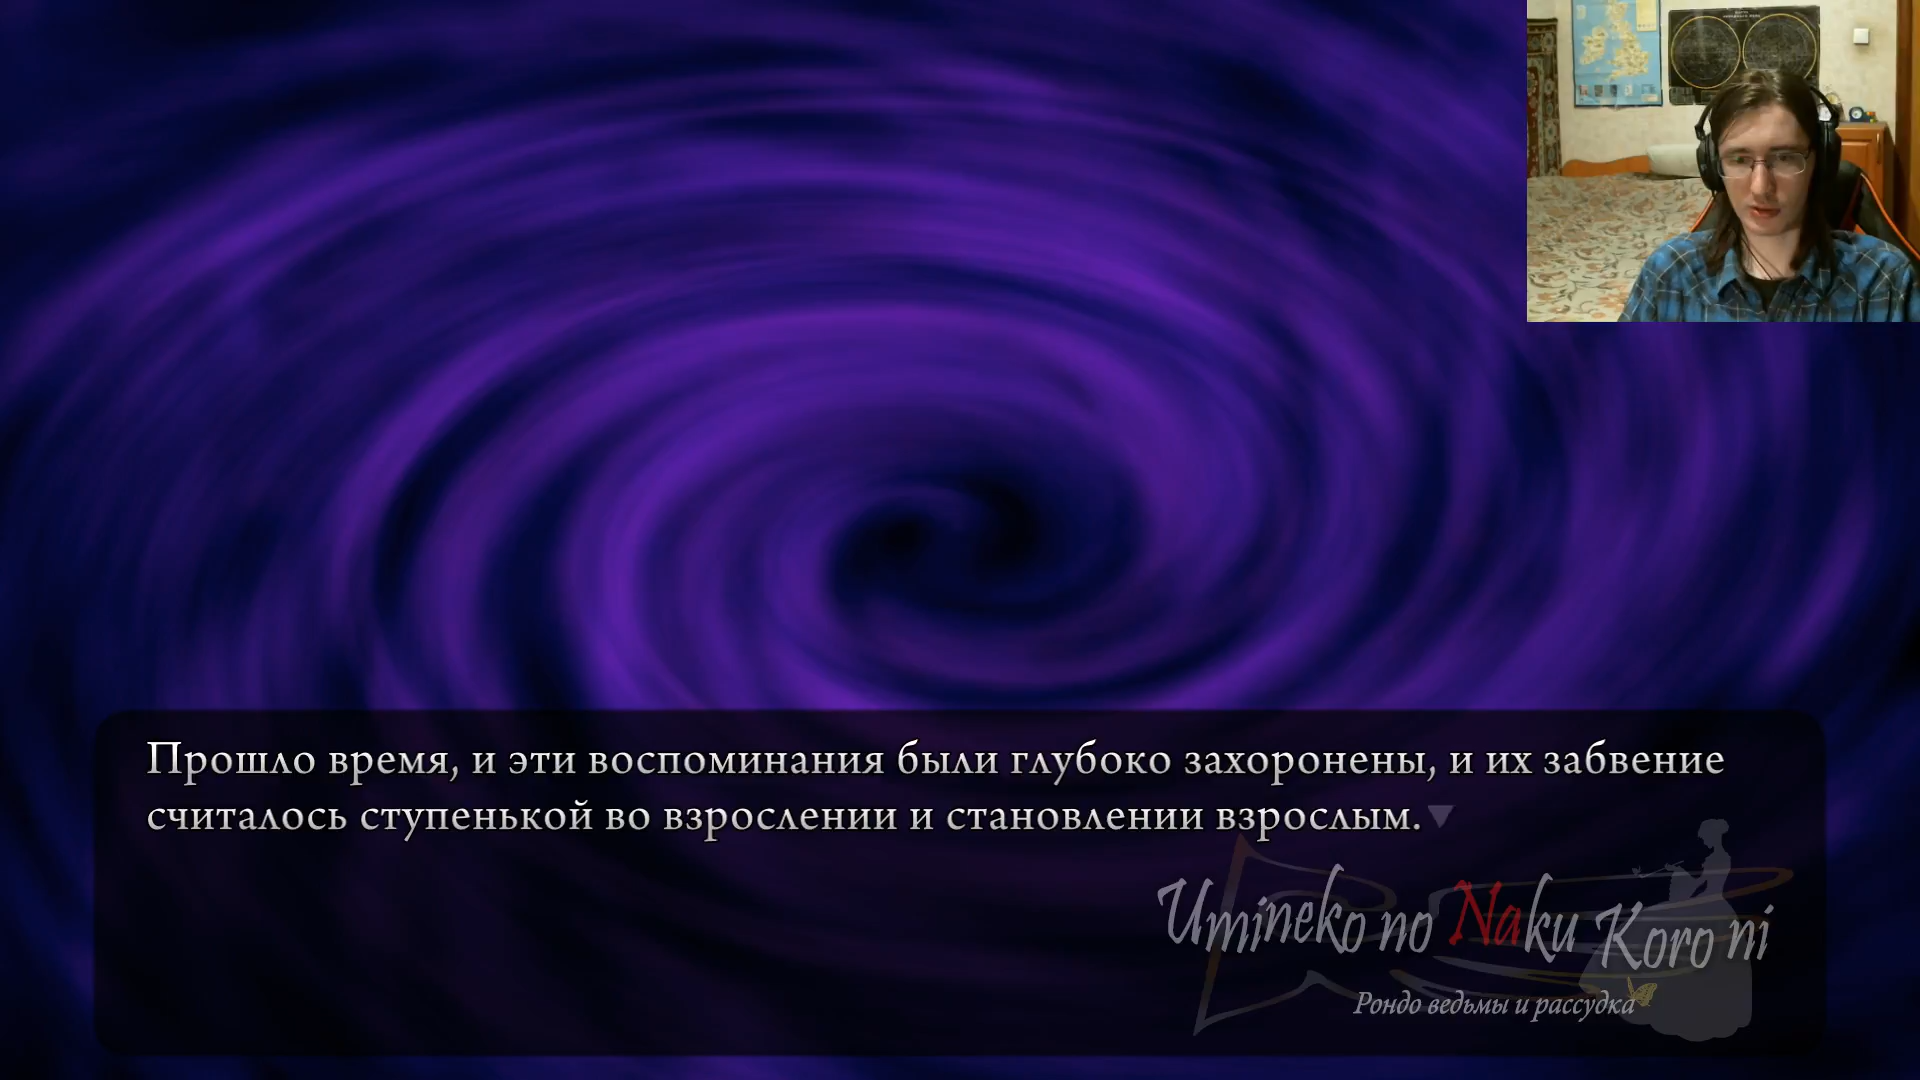 Прошло время, и эти воспоминания были глубоко захоронены, и их забвение
считалось ступенькой во взрослении и становлении взрослым.
Umineko no Naku Koro ni
Рондо ведьмы и рассудка